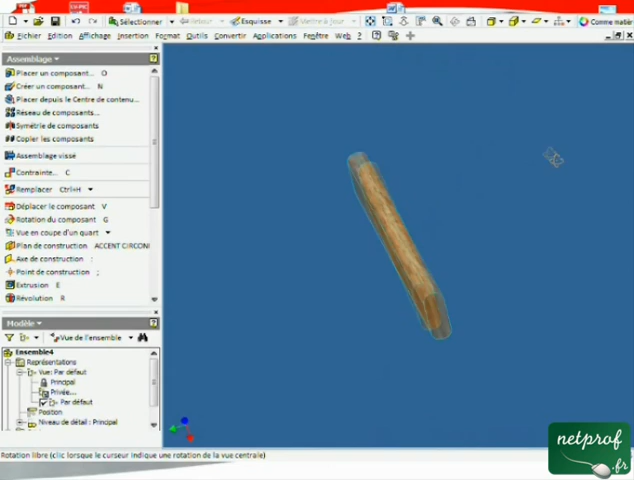 Sélectionner
Retour
Esquisse
Mettre à jour
Comme matéri
Fichier Edition Affichage Insertion Format Outils Convertir Applications Fenêtre Web ?
Assemblage
Placer un composant... O
Créer un composant... N
Placer depuis le Centre de contenu...
Réseau de composants...
Symétrie de composants
Copier les composants
Assemblage vissé
Contrainte... C
Remplacer Ctrl+H
Déplacer le composant V
Rotation du composant G
Vue en coupe d'un quart
Plan de construction ACCENT CIRCON
Axe de construction :
Point de construction ;
Extrusion E
Révolution R
Modèle
Vue de l'ensemble
Ensemble4
Représentations
Vue: Par défaut
Principal
Privée...
Par défaut
Position
Niveau de détail : Principal
Rotation libre (clic lorsque le curseur indique une rotation de la vue centrale)
netprof
.fr